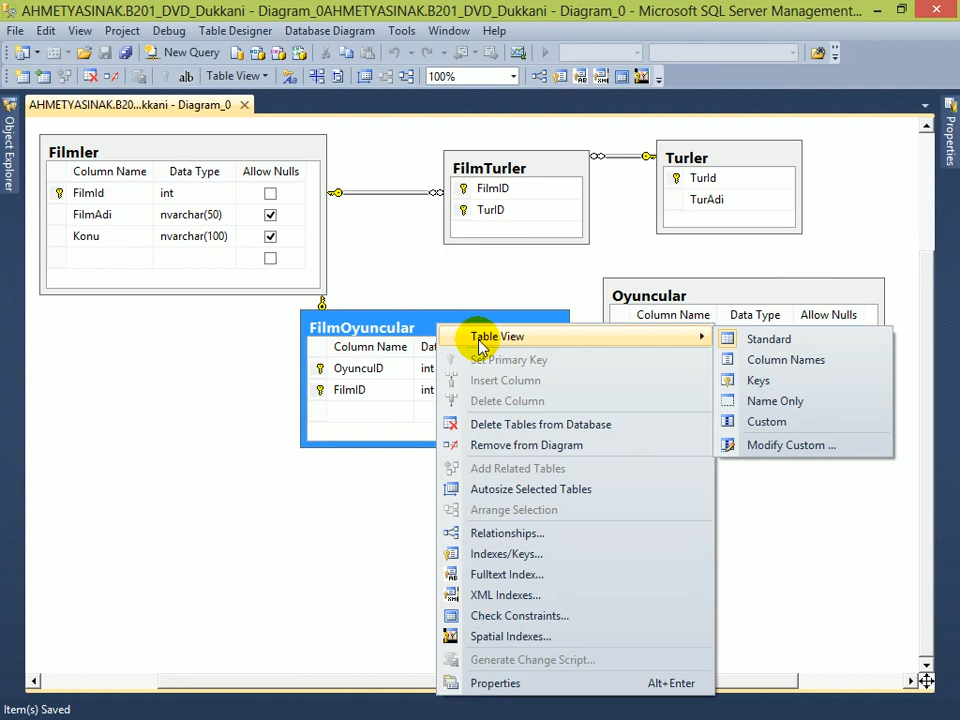 AHMETYASINAK.B201_DVD_Dukkani - Diagram_0AHMETYASINAK.B201_DVD_Dukkani - Diagram_0 - Microsoft SQL Server Managemen...
File Edit View Project Debug Table Designer Database Diagram Tools Window Help
New Query
Table View 100%
AHMETYASINAK.B20...kkani - Diagram_0
Object Explorer
Properties
Filmler
Column Name Data Type Allow Nulls
FilmId int
FilmAdi nvarchar(50)
Konu nvarchar(100)
FilmTurler
FilmID
TurID
Turler
TurId
TurAdi
Oyuncular
Column Name Data Type Allow Nulls
FilmOyuncular
Column Name Da
OyuncuID int
FilmID int
Table View
Set Primary Key
Insert Column
Delete Column
Delete Tables from Database
Remove from Diagram
Add Related Tables
Autosize Selected Tables
Arrange Selection
Relationships...
Indexes/Keys...
Fulltext Index...
XML Indexes...
Check Constraints...
Spatial Indexes...
Generate Change Script...
Properties Alt+Enter
Standard
Column Names
Keys
Name Only
Custom
Modify Custom ...
Item(s) Saved